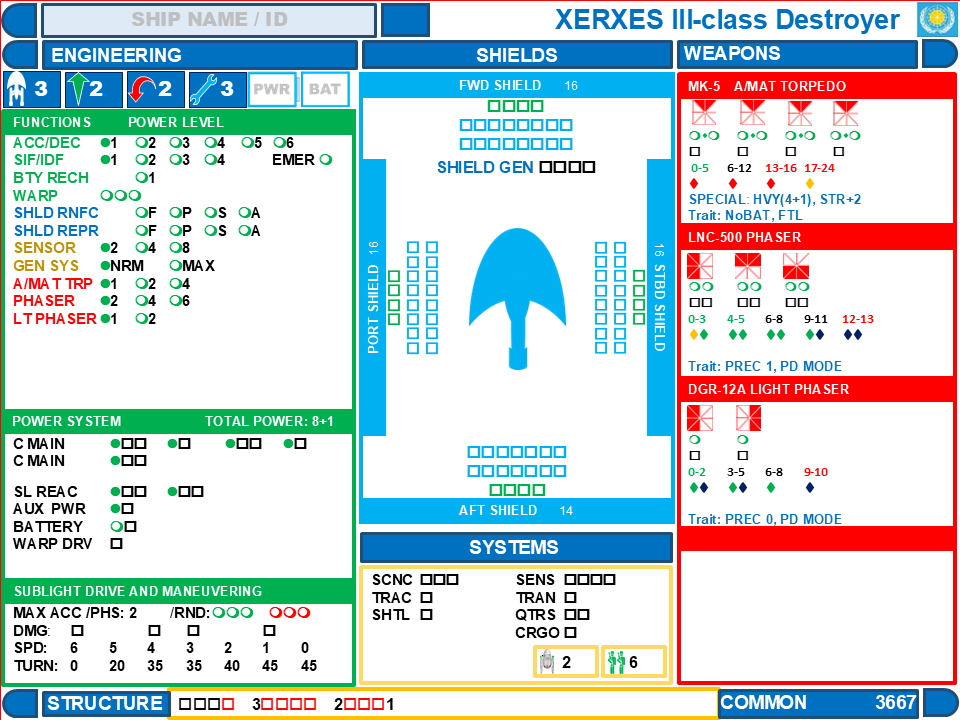 SHIP NAME / ID
XERXES III-class Destroyer
ENGINEERING
SHIELDS
WEAPONS
3 2 2 3 PWR BAT
FUNCTIONS POWER LEVEL
ACC/DEC 1 2 3 4 5 6
SIF/IDF 1 2 3 4 EMER
BTY RECH 1
WARP
SHLD RNFC F P S A
SHLD REPR F P S A
SENSOR 2 4 8
GEN SYS NRM MAX
A/MAT TRP 1 2 4
PHASER 2 4 6
LT PHASER 1 2
POWER SYSTEM TOTAL POWER: 8+1
C MAIN
C MAIN
SL REAC
AUX PWR
BATTERY
WARP DRV
SUBLIGHT DRIVE AND MANEUVERING
MAX ACC /PHS: 2 /RND:
DMG:
SPD: 6 5 4 3 2 1 0
TURN: 0 20 35 35 40 45 45
FWD SHIELD 16
SHIELD GEN
PORT SHIELD 16
16 STBD SHIELD
AFT SHIELD 14
SYSTEMS
SCNC SENS
TRAC TRAN
SHTL QTRS
CRGO
2 6
MK-5 A/MAT TORPEDO
0-5 6-12 13-16 17-24
SPECIAL: HVY(4+1), STR+2
Trait: NoBAT, FTL
LNC-500 PHASER
0-3 4-5 6-8 9-11 12-13
Trait: PREC 1, PD MODE
DGR-12A LIGHT PHASER
0-2 3-5 6-8 9-10
Trait: PREC 0, PD MODE
STRUCTURE 3 2 1
COMMON 3667